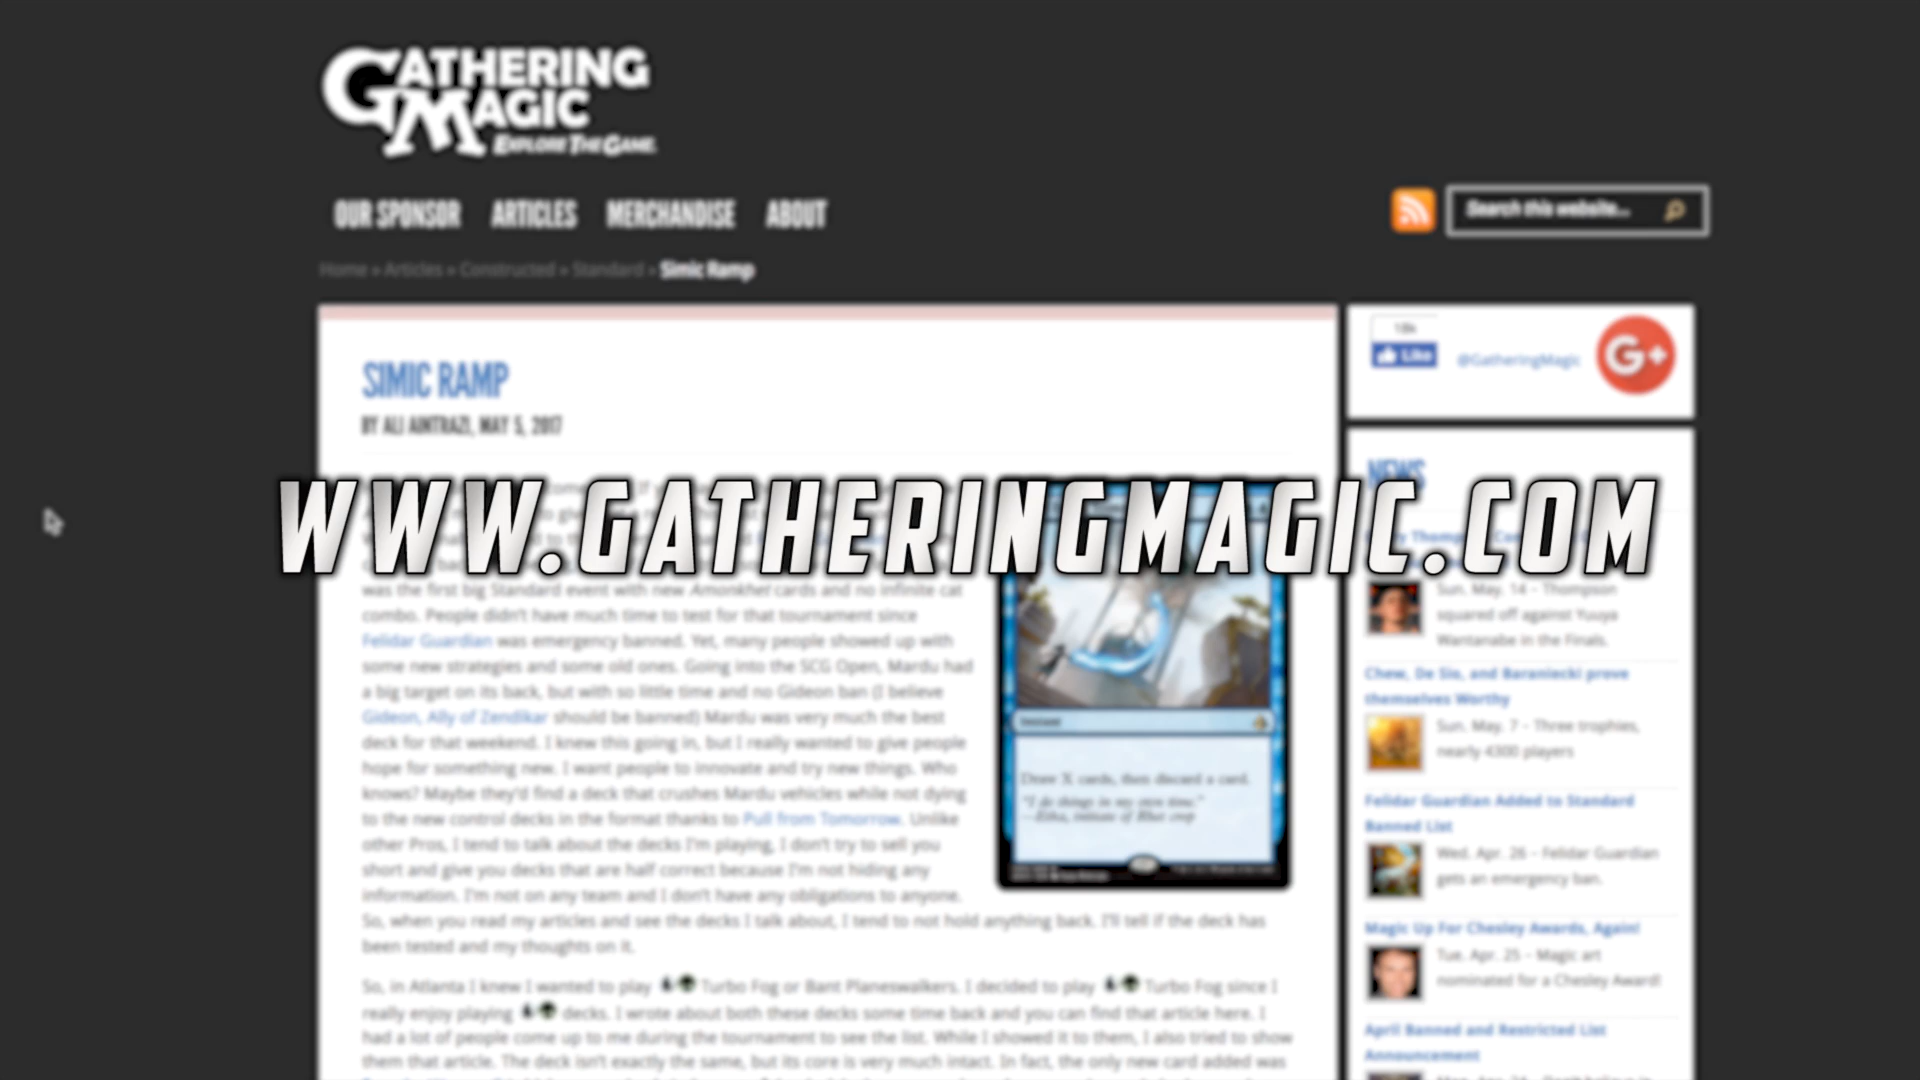 GATHERING
MAGIC
EXPLORE THE GAME.
OUR SPONSOR ARTICLES MERCHANDISE ABOUT
Search this website...
Home » Articles » Constructed » Standard » Simic Ramp
SIMIC RAMP
BY ALI AINTRAZI, MAY 5, 2017
WWW.GATHERINGMAGIC.COM
was the first big Standard event with new Amonkhet cards and no infinite cat
combo. People didn't have much time to test for that tournament since
Felidar Guardian was emergency banned. Yet, many people showed up with
some new strategies and some old ones. Going into the SCG Open, Mardu had
a big target on its back, but with so little time and no Gideon ban (I believe
Gideon, Ally of Zendikar should be banned) Mardu was very much the best
deck for that weekend. I knew this going in, but I really wanted to give people
hope for something new. I want people to innovate and try new things. Who
knows? Maybe they'd find a deck that crushes Mardu vehicles while not dying
to the new control decks in the format thanks to Pull from Tomorrow. Unlike
other Pros, I tend to talk about the decks I'm playing, I don't try to sell you
short and give you decks that are half correct because I'm not hiding any
information. I'm not on any team and I don't have any obligations to anyone.
So, when you read my articles and see the decks I talk about, I tend to not hold anything back. I'll tell if the deck has
been tested and my thoughts on it.
So, in Atlanta I knew I wanted to play Turbo Fog or Bant Planeswalkers. I decided to play Turbo Fog since I
really enjoy playing decks. I wrote about both these decks some time back and you can find that article here. I
had a lot of people come up to me during the tournament to see the list. While I showed it to them, I also tried to show
them that article. The deck isn't exactly the same, but its core is very much intact. In fact, the only new card added was
Instant
Draw X cards, then discard a card.
"I do things in my own time."
18k
Like
@GatheringMagic
G+
NEWS
Sun. May. 14 – Thompson
squared off against Yuuya
Wantanabe in the Finals.
Chew, De Sio, and Baraniecki prove
themselves Worthy
Sun. May. 7 – Three trophies,
nearly 4300 players
Felidar Guardian Added to Standard
Banned List
Wed. Apr. 26 – Felidar Guardian
gets an emergency ban.
Magic Up For Chesley Awards, Again!
Tue. Apr. 25 – Magic art
nominated for a Chesley Award!
April Banned and Restricted List
Announcement